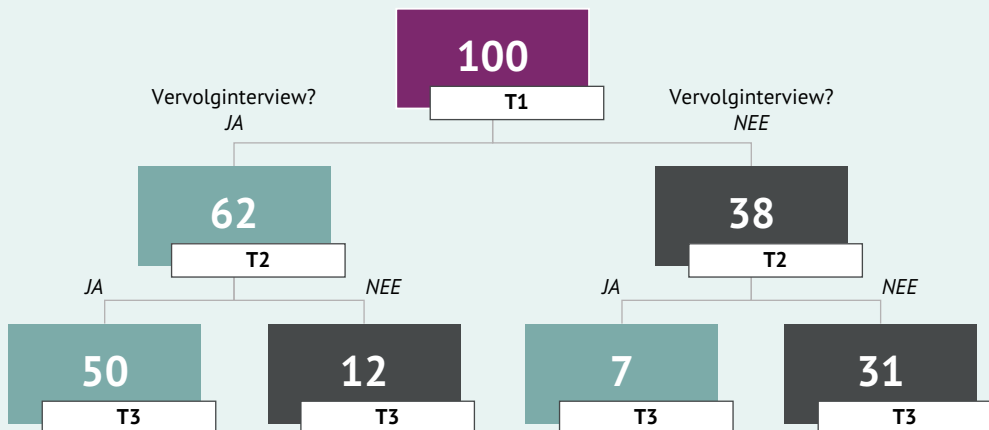 100
T1
Vervolginterview?
JA
Vervolginterview?
NEE
62
T2
38
T2
JA
NEE
JA
NEE
50
T3
12
T3
7
T3
31
T3